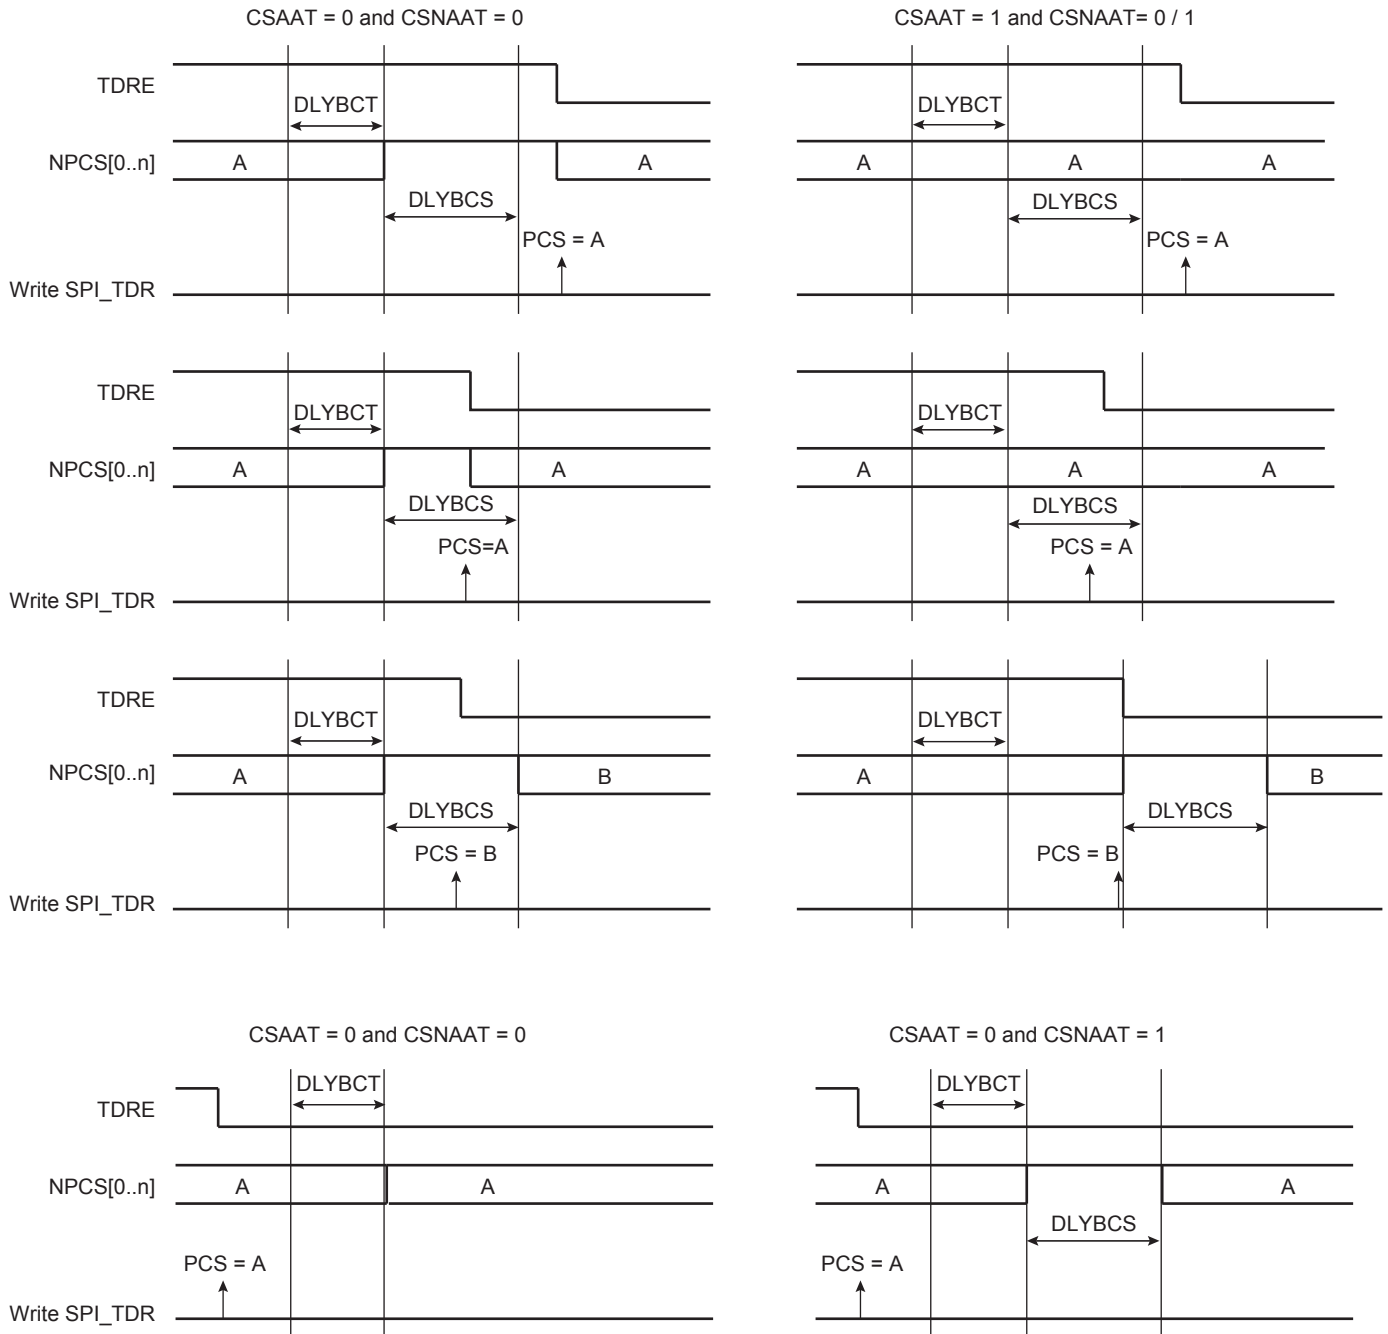 CSAAT = 0 and CSNAAT = 0
CSAAT = 1 and CSNAAT= 0 / 1
TDRE
DLYBCT
DLYBCT
NPCS[0..n]
A
A
A
A
A
DLYBCS
DLYBCS
PCS = A
PCS = A
Write SPI_TDR
TDRE
DLYBCT
DLYBCT
NPCS[0..n]
A
A
A
A
A
DLYBCS
DLYBCS
PCS=A
PCS = A
Write SPI_TDR
TDRE
DLYBCT
DLYBCT
NPCS[0..n]
A
B
A
B
DLYBCS
DLYBCS
PCS = B
PCS = B
Write SPI_TDR
CSAAT = 0 and CSNAAT = 0
CSAAT = 0 and CSNAAT = 1
DLYBCT
DLYBCT
TDRE
NPCS[0..n]
A
A
A
A
DLYBCS
PCS = A
PCS = A
Write SPI_TDR